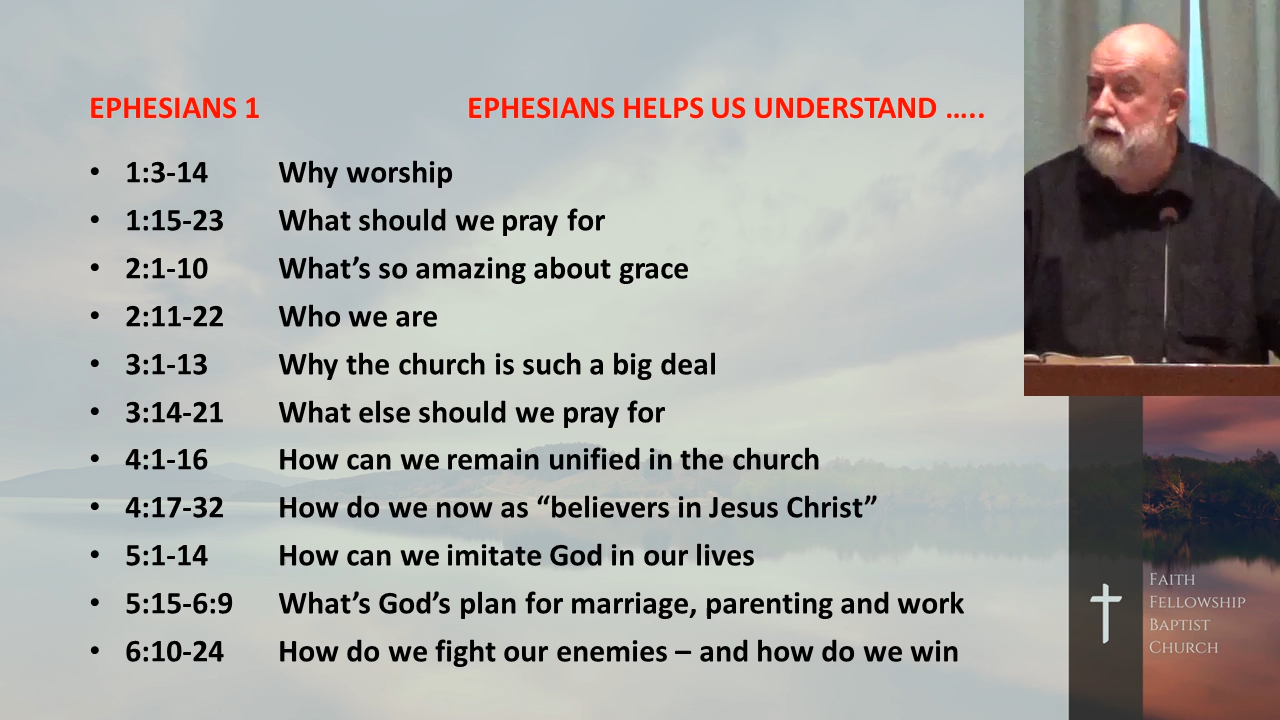 EPHESIANS 1 EPHESIANS HELPS US UNDERSTAND …..
• 1:3-14 Why worship
• 1:15-23 What should we pray for
• 2:1-10 What’s so amazing about grace
• 2:11-22 Who we are
• 3:1-13 Why the church is such a big deal
• 3:14-21 What else should we pray for
• 4:1-16 How can we remain unified in the church
• 4:17-32 How do we now as “believers in Jesus Christ”
• 5:1-14 How can we imitate God in our lives
• 5:15-6:9 What’s God’s plan for marriage, parenting and work
• 6:10-24 How do we fight our enemies – and how do we win
Faith
Fellowship
Baptist
Church